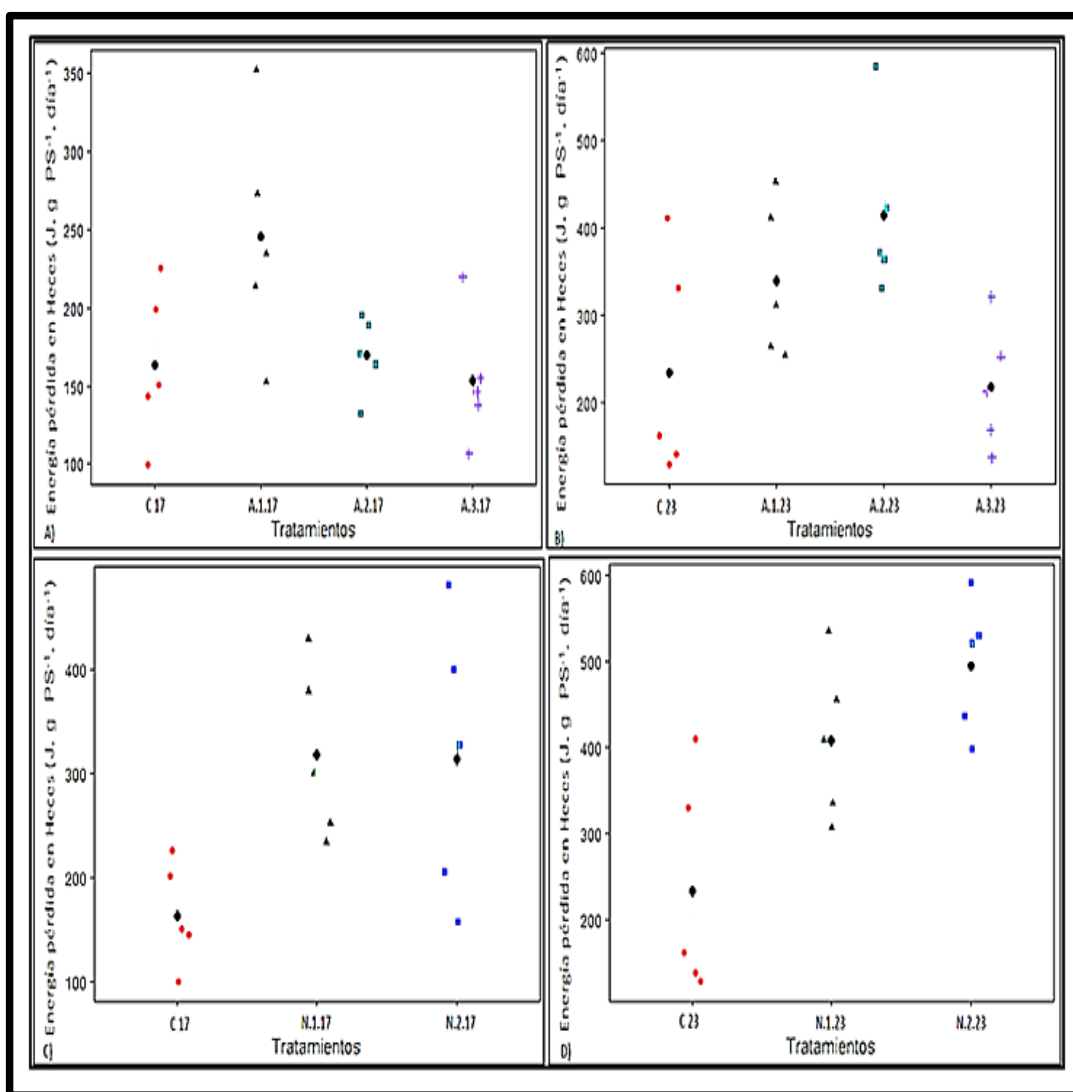 Energía pérdida en Heces (J. g PS⁻¹. día⁻¹)
350
300
250
200
150
100
C 17
A.1.17
A.2.17
A.3.17
Tratamientos
A)
Energía pérdida en Heces (J. g PS⁻¹. día⁻¹)
600
500
400
300
200
C 23
A.1.23
A.2.23
A.3.23
Tratamientos
B)
Energía pérdida en Heces (J. g PS⁻¹. día⁻¹)
400
300
200
100
C 17
N.1.17
N.2.17
Tratamientos
C)
Energía pérdida en Heces (J. g PS⁻¹. día⁻¹)
600
500
400
300
200
C 23
N.1.23
N.2.23
Tratamientos
D)